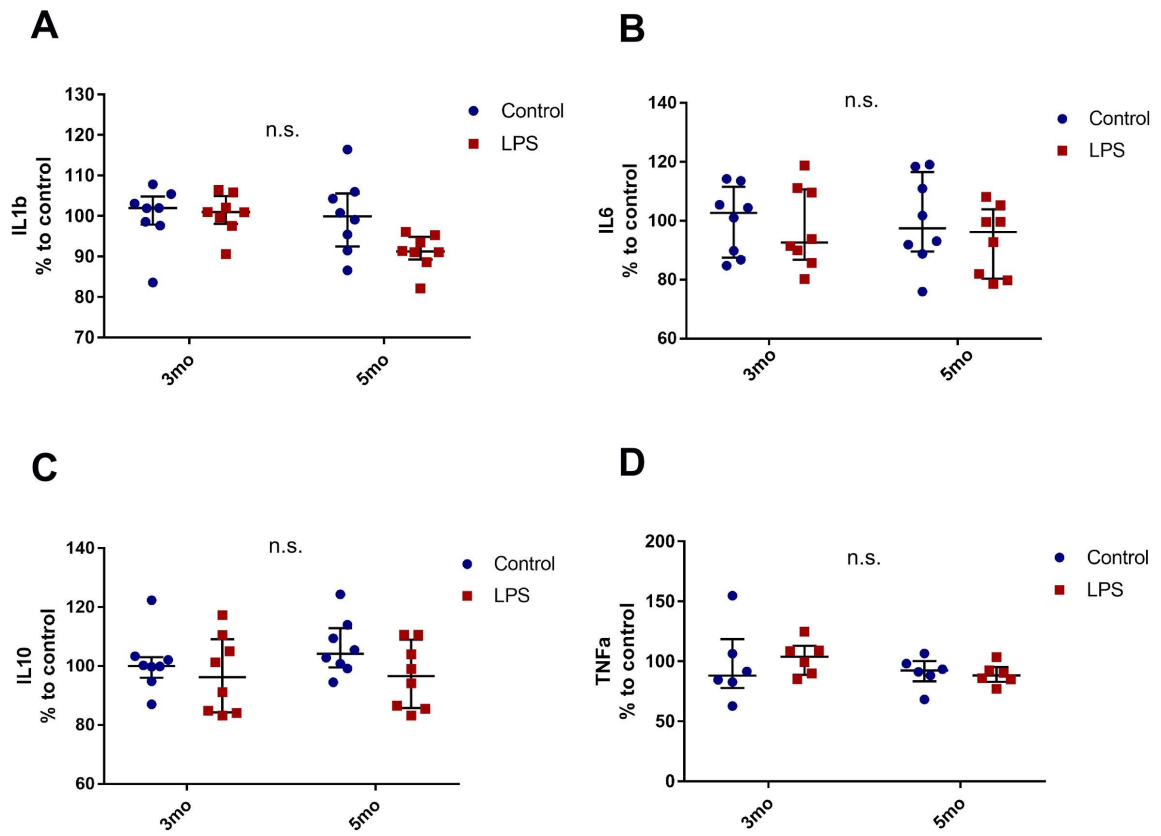 A
IL1b
% to control
130
120
110
100
90
80
70
n.s.
Control
LPS
3mo
5mo
B
IL6
% to control
140
120
100
80
60
n.s.
Control
LPS
3mo
5mo
C
IL10
% to control
140
120
100
80
60
n.s.
Control
LPS
3mo
5mo
D
TNFa
% to control
200
150
100
50
0
n.s.
Control
LPS
3mo
5mo